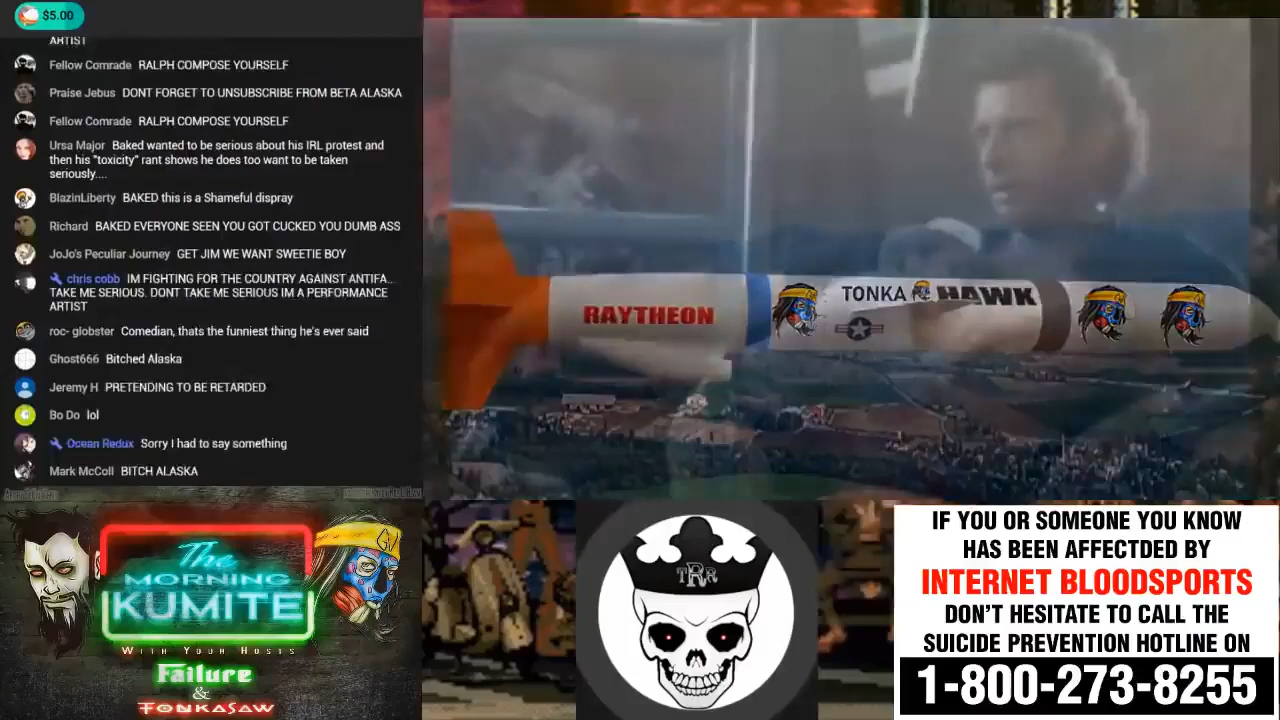 $5.00
ARTIST
Fellow Comrade RALPH COMPOSE YOURSELF
Praise Jebus DONT FORGET TO UNSUBSCRIBE FROM BETA ALASKA
Fellow Comrade RALPH COMPOSE YOURSELF
Ursa Major Baked wanted to be serious about his IRL protest and
then his "toxicity" rant shows he does too want to be taken
seriously....
BlazinLiberty BAKED this is a Shameful dispray
Richard BAKED EVERYONE SEEN YOU GOT CUCKED YOU DUMB ASS
JoJo's Peculiar Journey GET JIM WE WANT SWEETIE BOY
chris cobb IM FIGHTING FOR THE COUNTRY AGAINST ANTIFA...
TAKE ME SERIOUS. DONT TAKE ME SERIOUS IM A PERFORMANCE
ARTIST
roc- globster Comedian, thats the funniest thing he's ever said
Ghost666 Bitched Alaska
Jeremy H PRETENDING TO BE RETARDED
Bo Do lol
Ocean Redux Sorry I had to say something
Mark McColl BITCH ALASKA
RAYTHEON
TONKA HAWK
The
MORNING
KUMITE
WITH YOUR HOSTS
Failure
&
TONKASAW
TRR
IF YOU OR SOMEONE YOU KNOW
HAS BEEN AFFECTDED BY
INTERNET BLOODSPORTS
DON'T HESITATE TO CALL THE
SUICIDE PREVENTION HOTLINE ON
1-800-273-8255